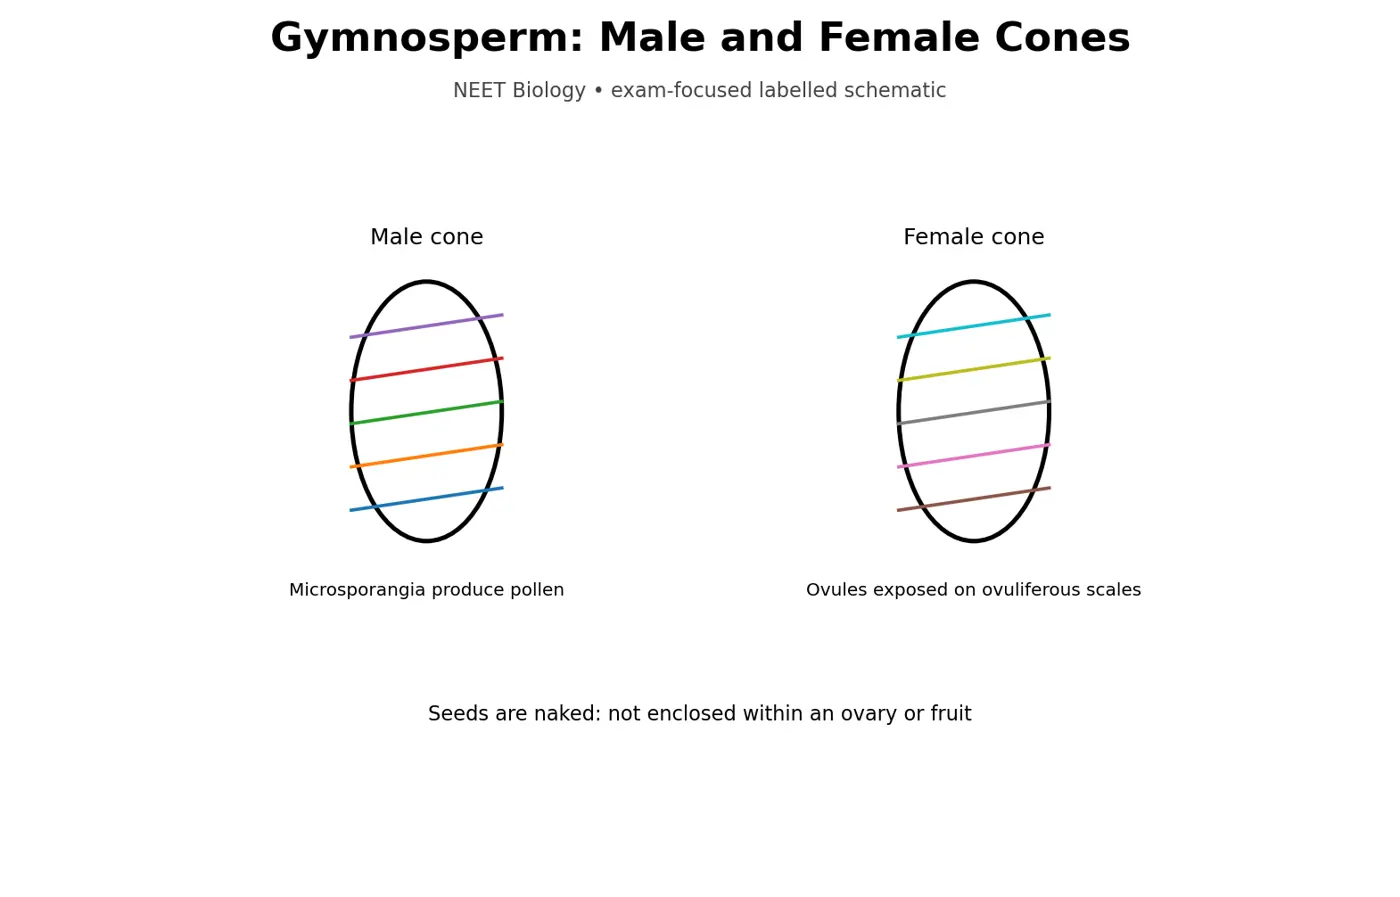 Gymnosperm: Male and Female Cones
NEET Biology • exam-focused labelled schematic
Male cone
Female cone
Microsporangia produce pollen
Ovules exposed on ovuliferous scales
Seeds are naked: not enclosed within an ovary or fruit